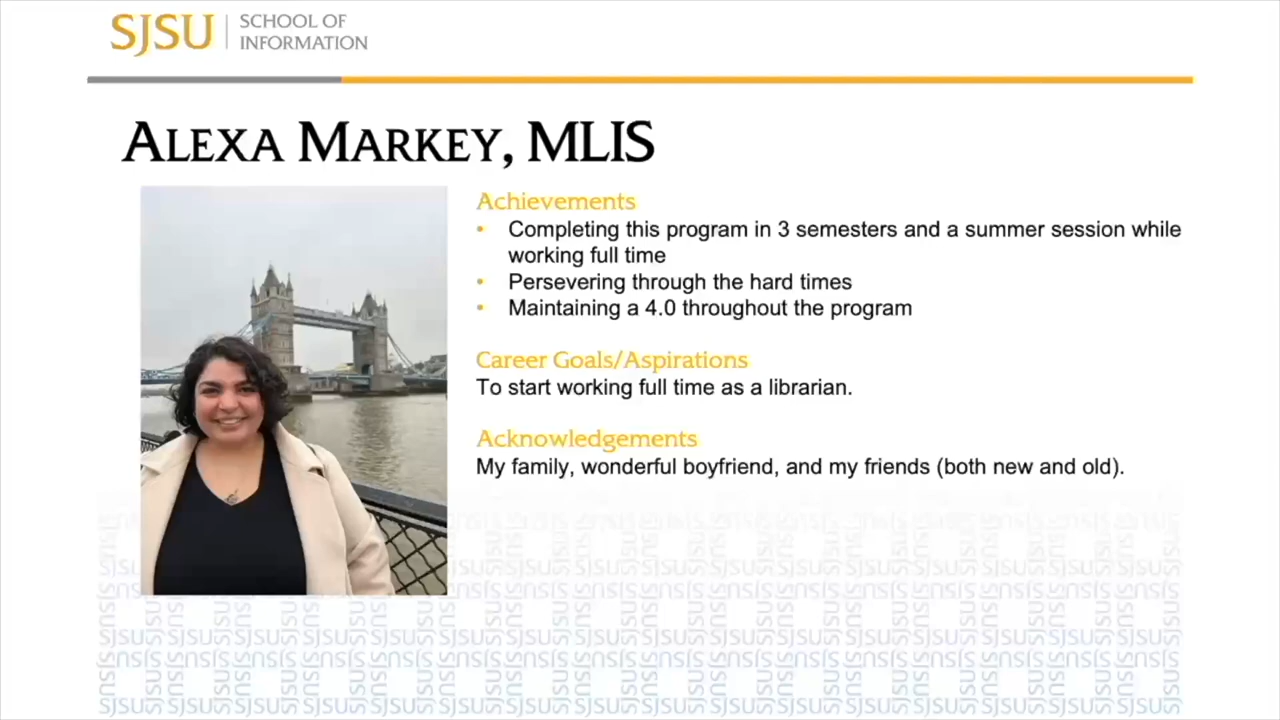 SJSU
SCHOOL OF
INFORMATION
ALEXA MARKEY, MLIS
Achievements
• Completing this program in 3 semesters and a summer session while
working full time
• Persevering through the hard times
• Maintaining a 4.0 throughout the program
Career Goals/Aspirations
To start working full time as a librarian.
Acknowledgements
My family, wonderful boyfriend, and my friends (both new and old).